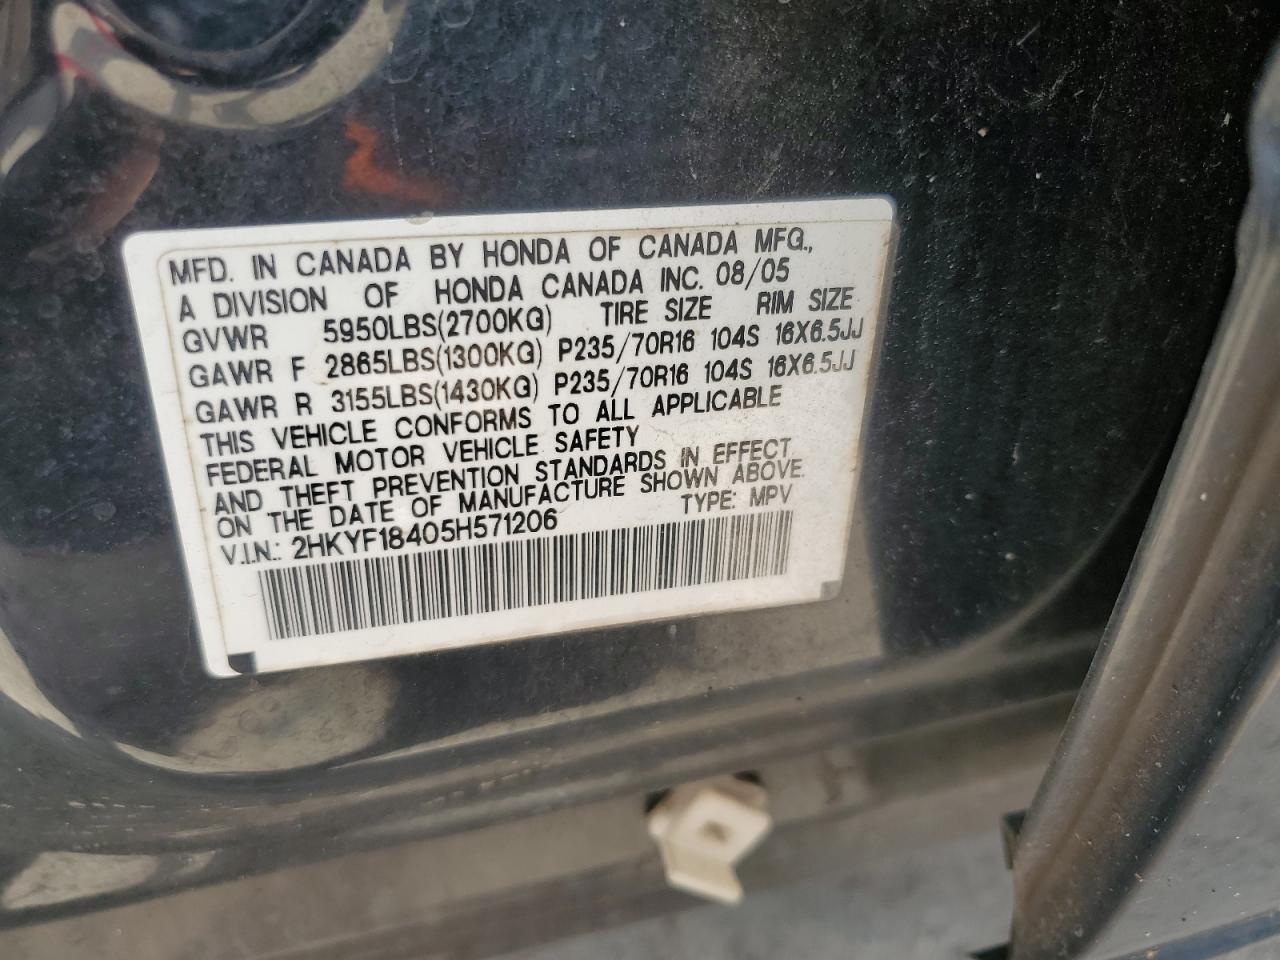 MFD. IN CANADA BY HONDA OF CANADA MFG.,
A DIVISION OF HONDA CANADA INC. 08/05
GVWR 5950LBS(2700KG) TIRE SIZE RIM SIZE
GAWR F 2865LBS(1300KG) P235/70R16 104S 16X6.5JJ
GAWR R 3155LBS(1430KG) P235/70R16 104S 16X6.5JJ
THIS VEHICLE CONFORMS TO ALL APPLICABLE
FEDERAL MOTOR VEHICLE SAFETY
AND THEFT PREVENTION STANDARDS IN EFFECT
ON THE DATE OF MANUFACTURE SHOWN ABOVE.
V.I.N.: 2HKYF18405H571206 TYPE: MPV